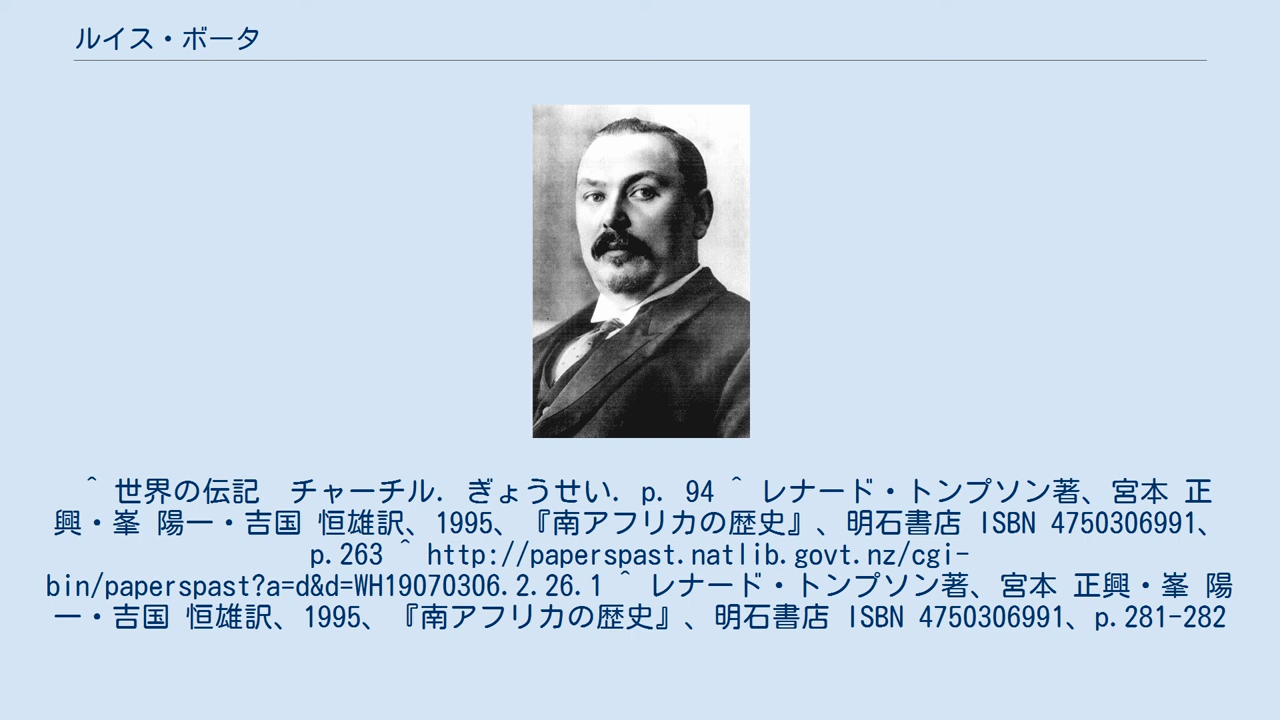 ルイス・ボータ
^ 世界の伝記　チャーチル. ぎょうせい. p. 94 ^ レナード・トンプソン著、宮本 正
興・峯 陽一・吉国 恒雄訳、1995、『南アフリカの歴史』、明石書店 ISBN 4750306991、
p.263 ^ http://paperspast.natlib.govt.nz/cgi-
bin/paperspast?a=d&d=WH19070306.2.26.1 ^ レナード・トンプソン著、宮本 正興・峯 陽
一・吉国 恒雄訳、1995、『南アフリカの歴史』、明石書店 ISBN 4750306991、p.281-282